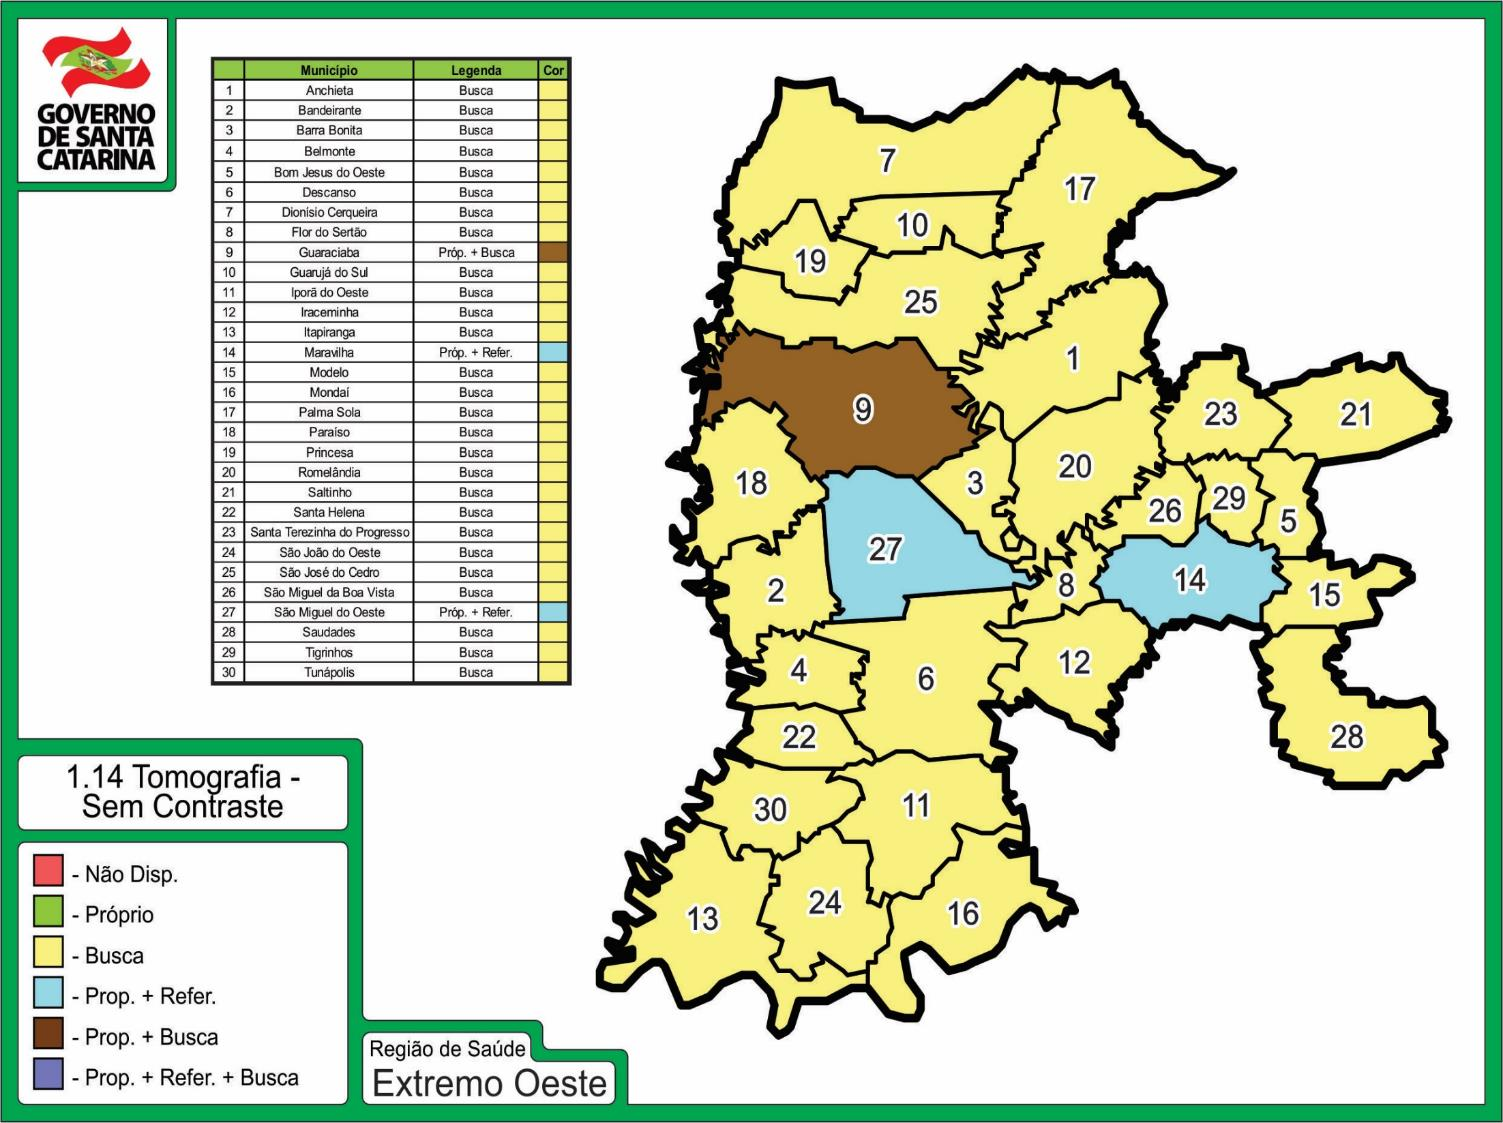 GOVERNO
DE SANTA
CATARINA
Município Legenda Cor
1 Anchieta Busca
2 Bandeirante Busca
3 Barra Bonita Busca
4 Belmonte Busca
5 Bom Jesus do Oeste Busca
6 Descanso Busca
7 Dionísio Cerqueira Busca
8 Flor do Sertão Busca
9 Guaraciaba Próp. + Busca
10 Guarujá do Sul Busca
11 Iporã do Oeste Busca
12 Iraceminha Busca
13 Itapiranga Busca
14 Maravilha Próp. + Refer.
15 Modelo Busca
16 Mondaí Busca
17 Palma Sola Busca
18 Paraíso Busca
19 Princesa Busca
20 Romelândia Busca
21 Saltinho Busca
22 Santa Helena Busca
23 Santa Terezinha do Progresso Busca
24 São João do Oeste Busca
25 São José do Cedro Busca
26 São Miguel da Boa Vista Busca
27 São Miguel do Oeste Próp. + Refer.
28 Saudades Busca
29 Tigrinhos Busca
30 Tunápolis Busca
7
17
10
19
25
1
9
23
21
18
3
20
26
29
5
27
2
8
14
15
4
6
12
22
28
30
11
13
24
16
1.14 Tomografia -
Sem Contraste
- Não Disp.
- Próprio
- Busca
- Prop. + Refer.
- Prop. + Busca
- Prop. + Refer. + Busca
Região de Saúde
Extremo Oeste